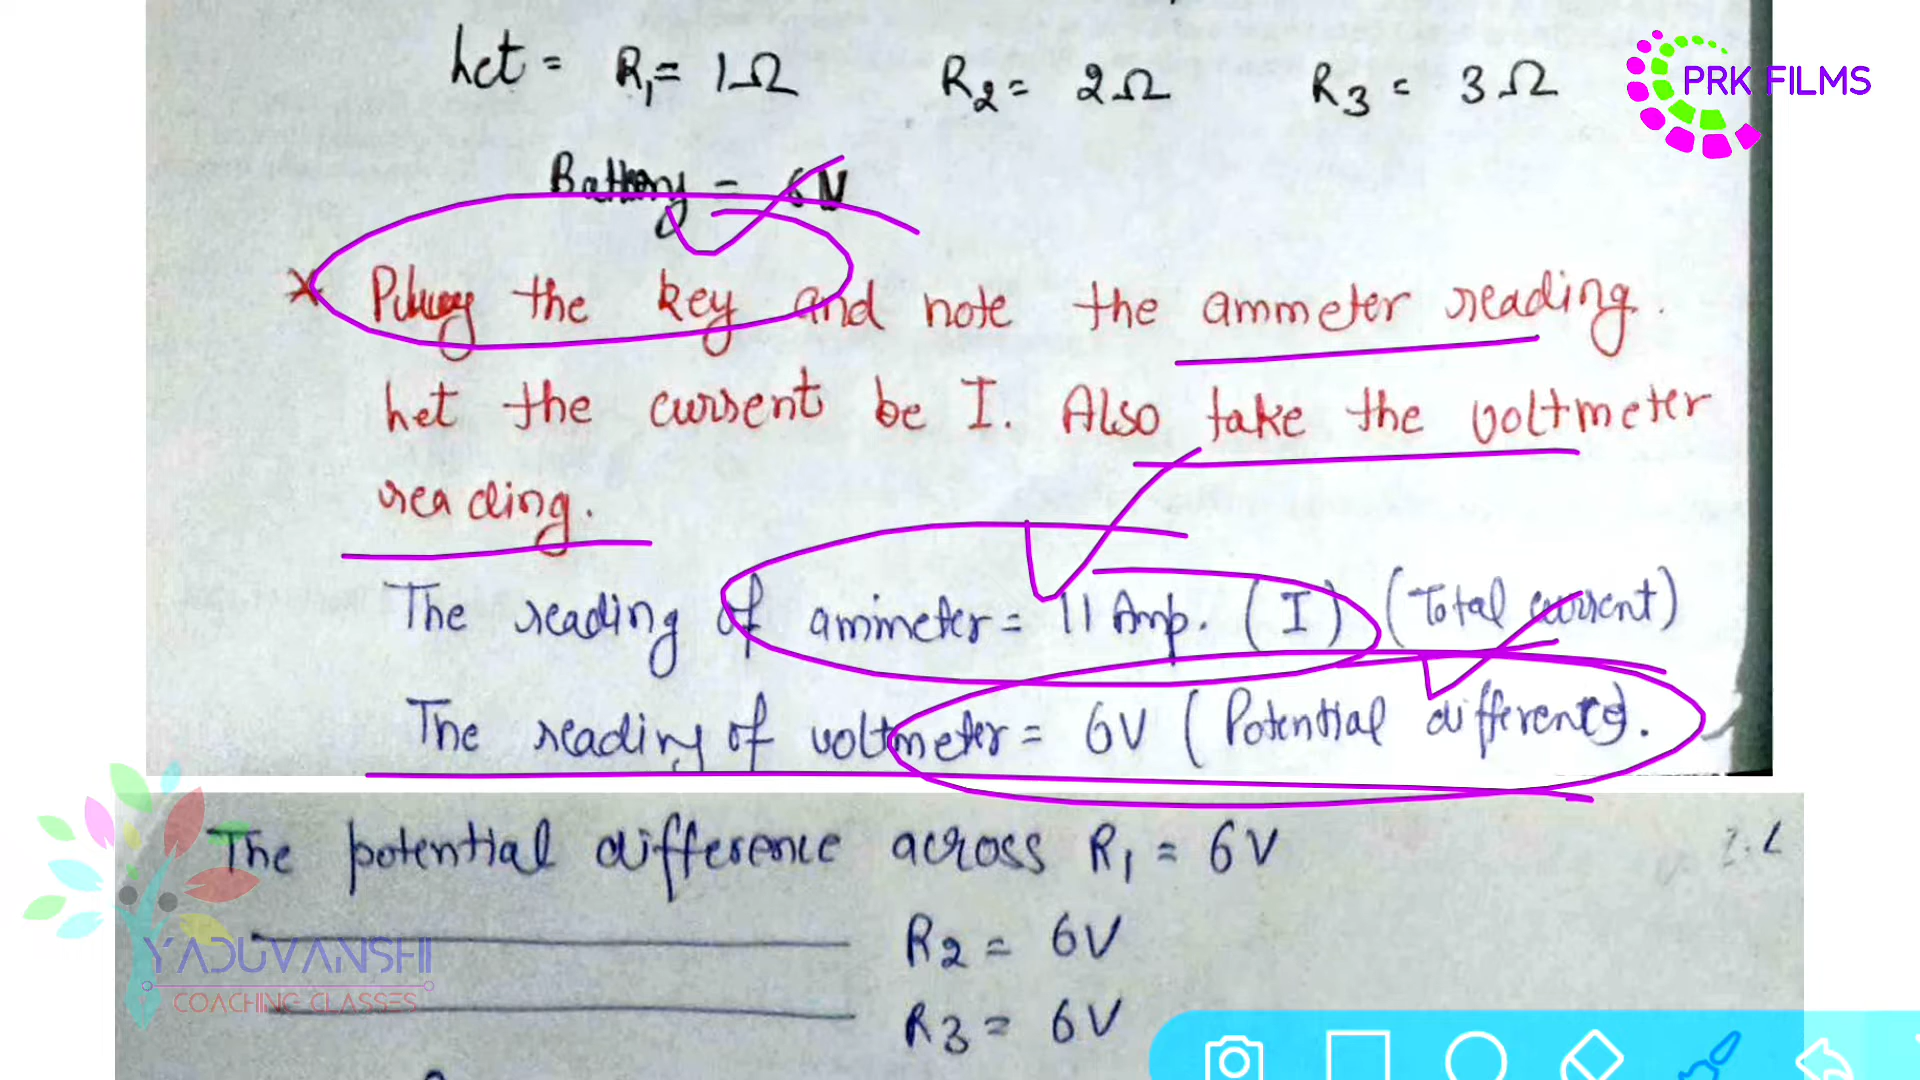 Let = R1 = 1Ω R2 = 2Ω R3 = 3Ω
PRK FILMS
Battery = 6V
* the key and note the ammeter reading.
Let the current be I. Also take the voltmeter
reading.
The reading of ammeter = 11 Amp. (I) (Total current)
The reading of voltmeter = 6V (Potential difference).
The potential difference across R1 = 6V
R2 = 6V
YADUVANSHI
COACHING CLASSES
R3 = 6V